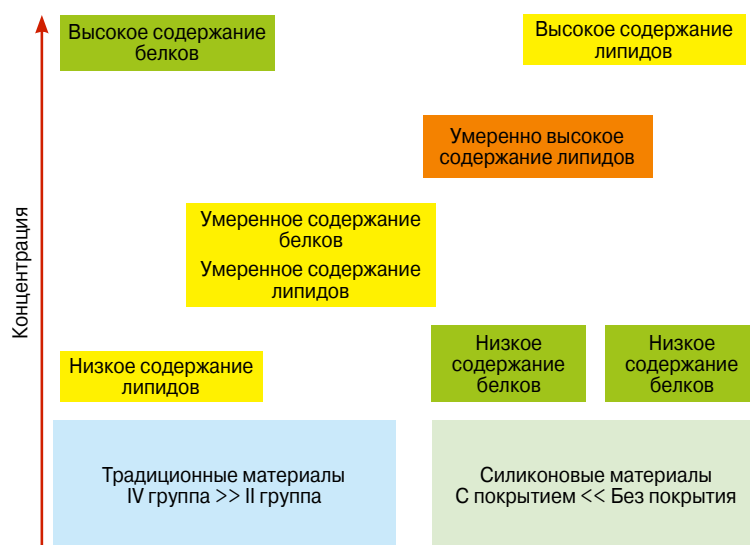 Высокое содержание
белков
Высокое содержание
липидов
Умеренно высокое
содержание липидов
Умеренное содержание
белков
Умеренное содержание
липидов
Концентрация
Низкое содержание
липидов
Низкое
содержание
белков
Низкое
содержание
белков
Традиционные материалы
IV группа >> II группа
Силиконовые материалы
С покрытием << Без покрытия